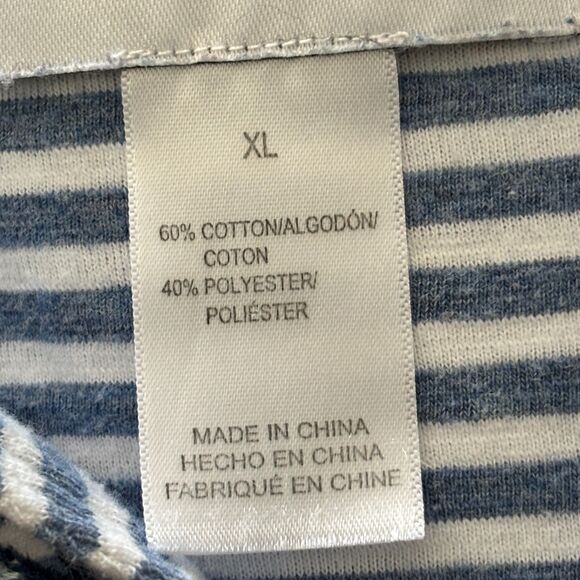 XL
60% COTTON/ALGODÓN/
COTON
40% POLYESTER/
POLIÉSTER
MADE IN CHINA
HECHO EN CHINA
FABRIQUÉ EN CHINE